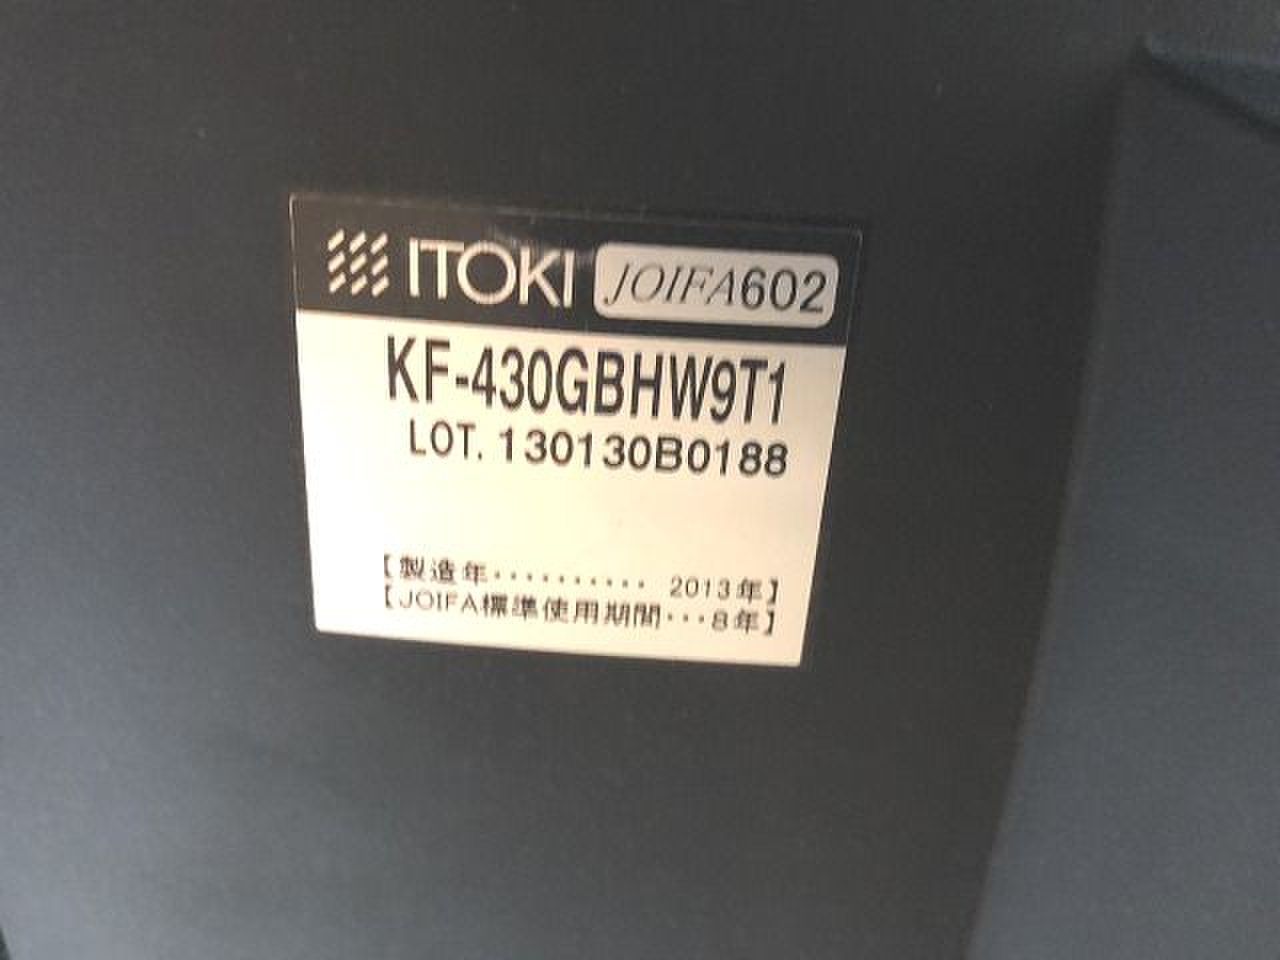 ITOKI JOIFA602
KF-430GBHW9T1
LOT. 130130B0188
【製造年・・・・・・・・・・ 2013年】
【JOIFA標準使用期間・・・8年】